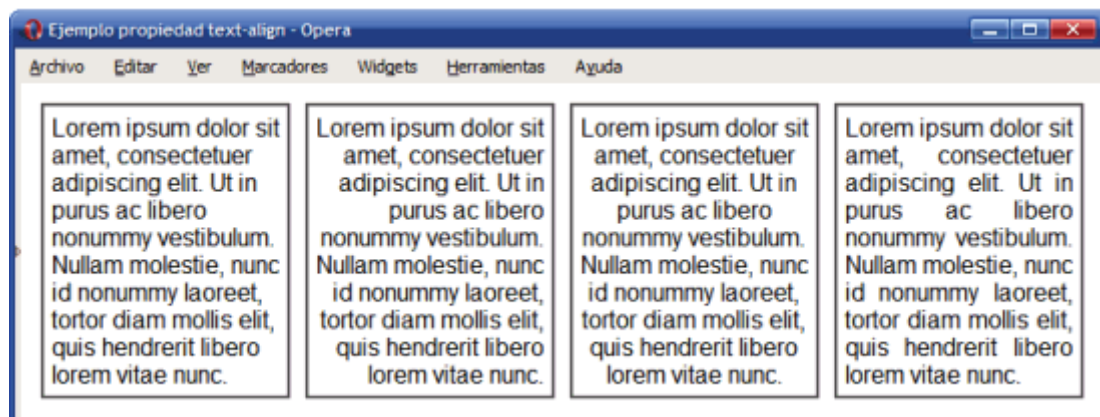 Ejemplo propiedad text-align - Opera
Archivo Editar Ver Marcadores Widgets Herramientas Ayuda
Lorem ipsum dolor sit
amet, consectetuer
adipiscing elit. Ut in
purus ac libero
nonummy vestibulum.
Nullam molestie, nunc
id nonummy laoreet,
tortor diam mollis elit,
quis hendrerit libero
lorem vitae nunc.
Lorem ipsum dolor sit
amet, consectetuer
adipiscing elit. Ut in
purus ac libero
nonummy vestibulum.
Nullam molestie, nunc
id nonummy laoreet,
tortor diam mollis elit,
quis hendrerit libero
lorem vitae nunc.
Lorem ipsum dolor sit
amet, consectetuer
adipiscing elit. Ut in
purus ac libero
nonummy vestibulum.
Nullam molestie, nunc
id nonummy laoreet,
tortor diam mollis elit,
quis hendrerit libero
lorem vitae nunc.
Lorem ipsum dolor sit
amet, consectetuer
adipiscing elit. Ut in
purus ac libero
nonummy vestibulum.
Nullam molestie, nunc
id nonummy laoreet,
tortor diam mollis elit,
quis hendrerit libero
lorem vitae nunc.